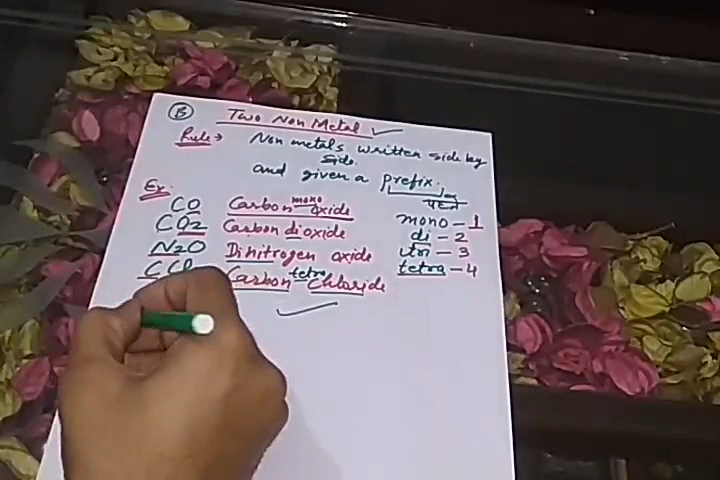 B Two Non Metal
Rule → Non metals written side by
side.
and given a prefix.
पहले
Ex.
CO Carbon mono oxide
CO2 Carbon dioxide
N2O Dinitrogen oxide
CCl Carbon tetra Chloride
mono - 1
di - 2
tri - 3
tetra - 4